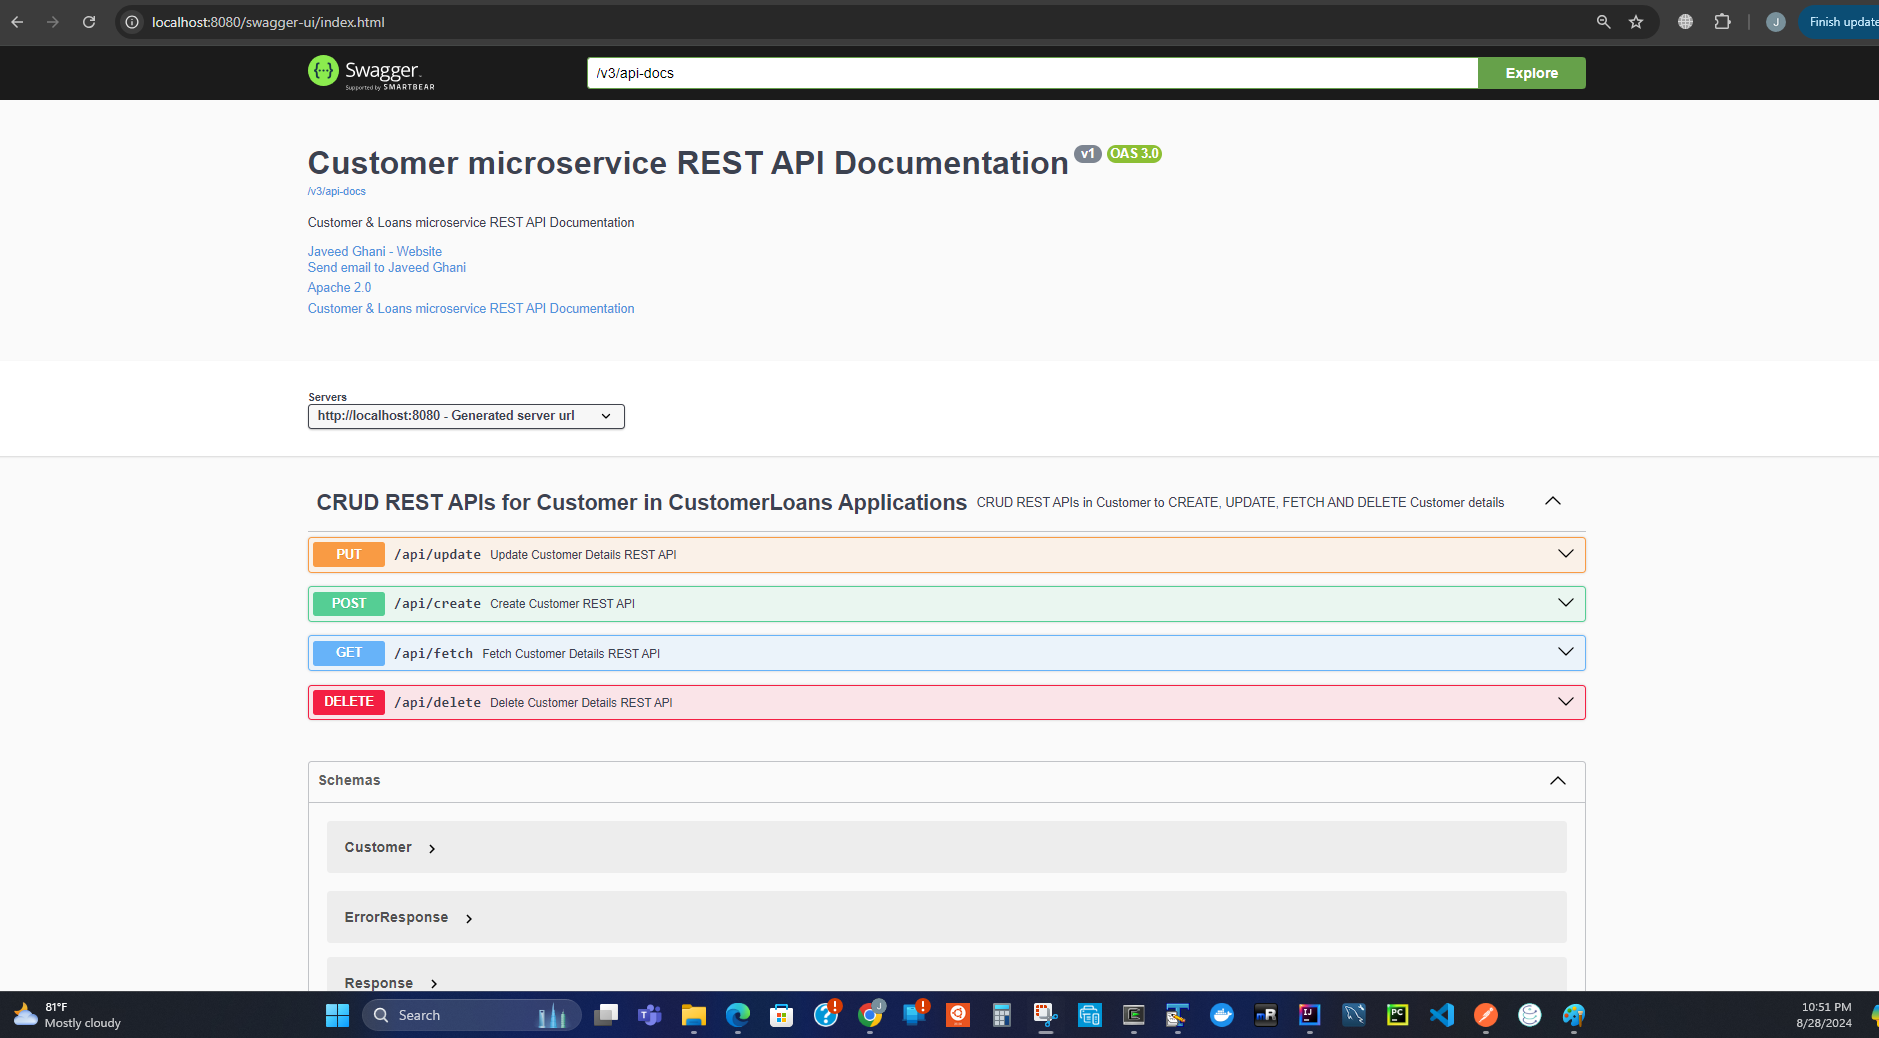 localhost:8080/swagger-ui/index.html
J
Finish update
Swagger.
Supported by SMARTBEAR
/v3/api-docs
Explore
Customer microservice REST API Documentation v1 OAS 3.0
/v3/api-docs
Customer & Loans microservice REST API Documentation
Javeed Ghani - Website
Send email to Javeed Ghani
Apache 2.0
Customer & Loans microservice REST API Documentation
Servers
http://localhost:8080 - Generated server url
CRUD REST APIs for Customer in CustomerLoans Applications CRUD REST APIs in Customer to CREATE, UPDATE, FETCH AND DELETE Customer details
PUT /api/update Update Customer Details REST API
POST /api/create Create Customer REST API
GET /api/fetch Fetch Customer Details REST API
DELETE /api/delete Delete Customer Details REST API
Schemas
Customer
ErrorResponse
Response
81°F
Mostly cloudy
Search
10:51 PM
8/28/2024